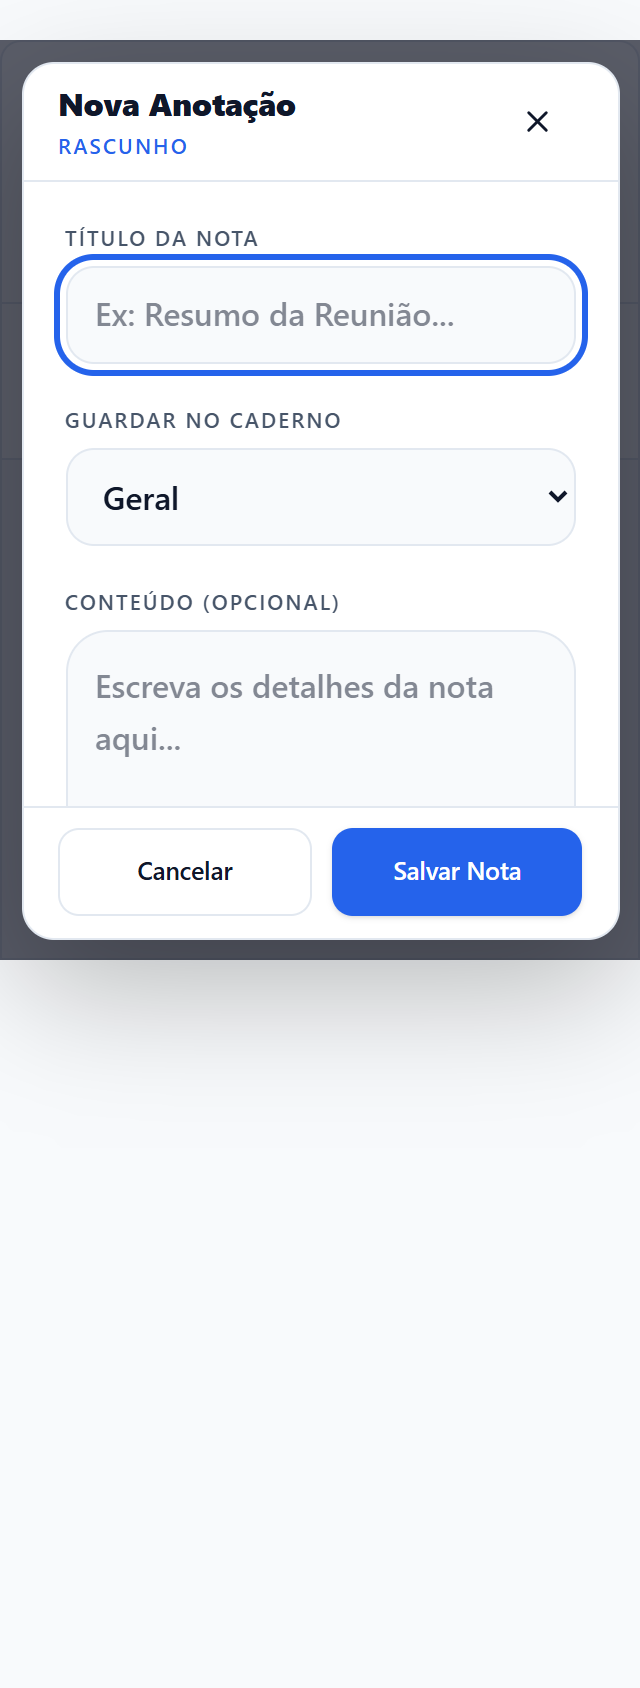 Nova Anotação
RASCUNHO
TÍTULO DA NOTA
Ex: Resumo da Reunião...
GUARDAR NO CADERNO
Geral
CONTEÚDO (OPCIONAL)
Escreva os detalhes da nota
aqui...
Cancelar
Salvar Nota